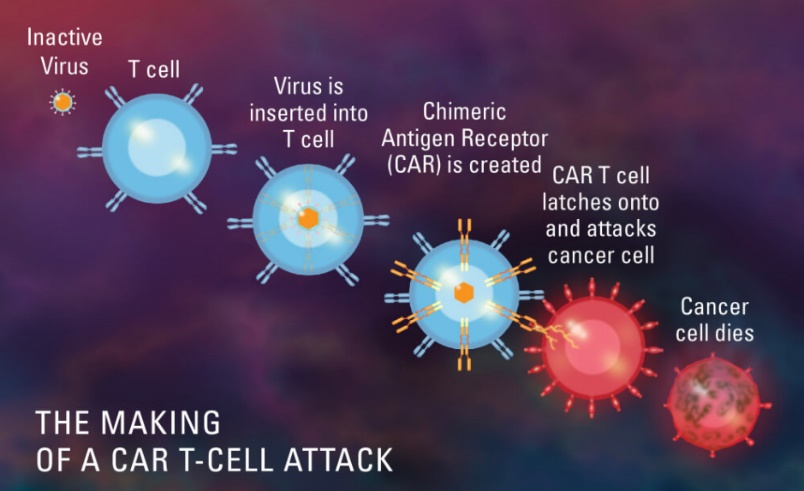 Inactive
Virus
T cell
Virus is
inserted into
T cell
Chimeric
Antigen Receptor
(CAR) is created
CAR T cell
latches onto
and attacks
cancer cell
Cancer
cell dies
THE MAKING
OF A CAR T-CELL ATTACK